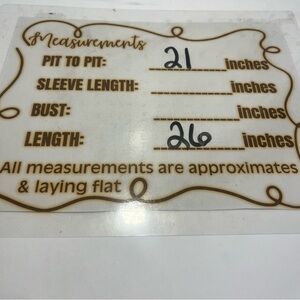 Measurements
PIT TO PIT: 21 inches
SLEEVE LENGTH: inches
BUST: inches
LENGTH: 26 inches
All measurements are approximates
& laying flat